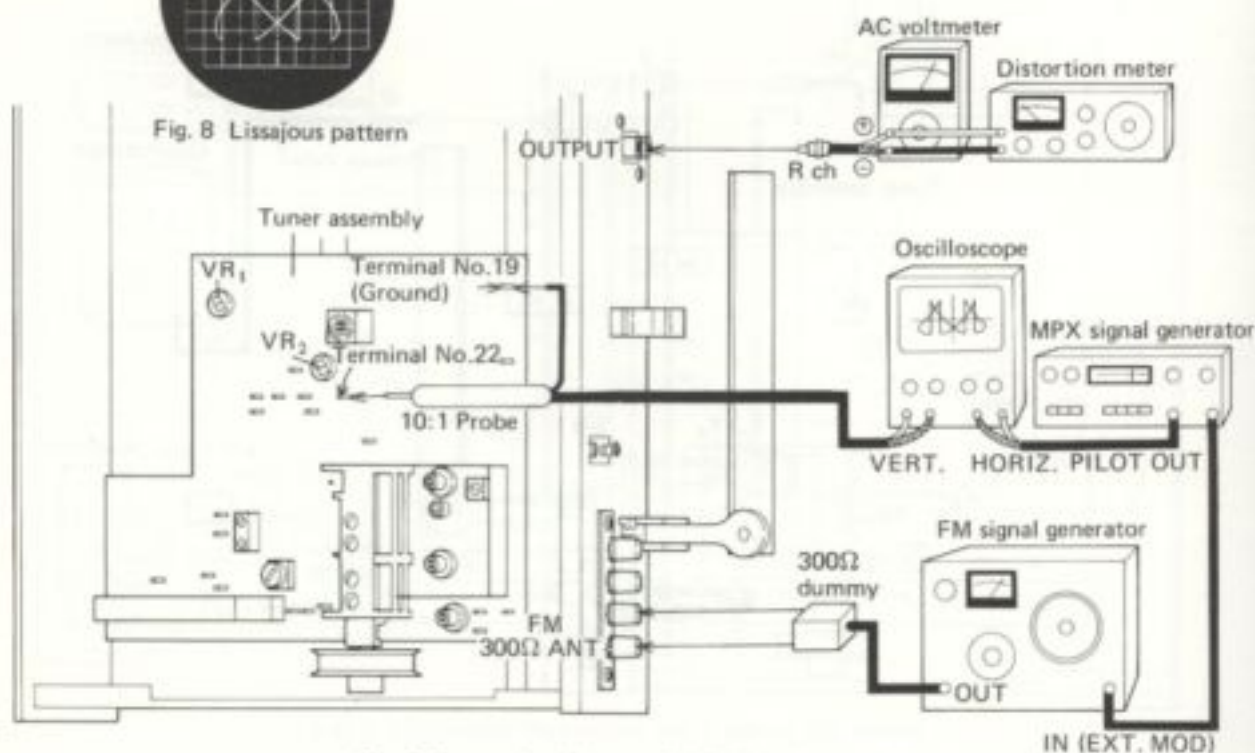 AC voltmeter
Distortion meter
Fig. 8 Lissajous pattern
OUTPUT
⊕
R ch
⊖
Tuner assembly
Oscilloscope
VR₁
Terminal No.19
(Ground)
MPX signal generator
VR₂
Terminal No.22
10:1 Probe
VERT.
HORIZ.
PILOT OUT
FM signal generator
300Ω
dummy
FM
300Ω ANT
OUT
IN (EXT. MOD)